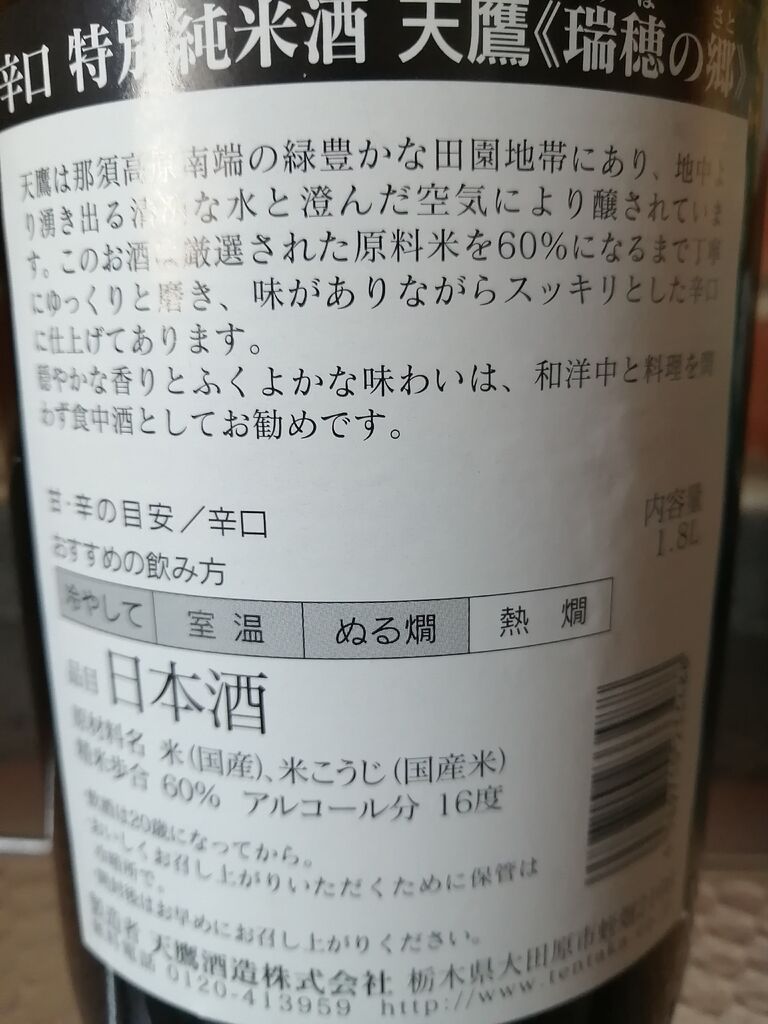 辛口 特別純米酒 天鷹《瑞穂の郷》
さと
天鷹は那須高原南端の緑豊かな田園地帯にあり、地中よ
り湧き出る清冽な水と澄んだ空気により醸されていま
す。このお酒は厳選された原料米を60%になるまで丁寧
にゆっくりと磨き、味がありながらスッキリとした辛口
に仕上げてあります。
穏やかな香りとふくよかな味わいは、和洋中と料理を問
わず食中酒としてお勧めです。
甘・辛の目安／辛口
内容量
1.8L
おすすめの飲み方
冷やして 室温 ぬる燗 熱燗
品目 日本酒
原材料名 米(国産)、米こうじ(国産米)
精米歩合 60% アルコール分 16度
飲酒は20歳になってから。
おいしくお召し上がりいただくために保管は
冷暗所で。
開封後はお早めにお召し上がりください。
製造者 天鷹酒造株式会社 栃木県大田原市
0120-413959 http://www.tentaka.